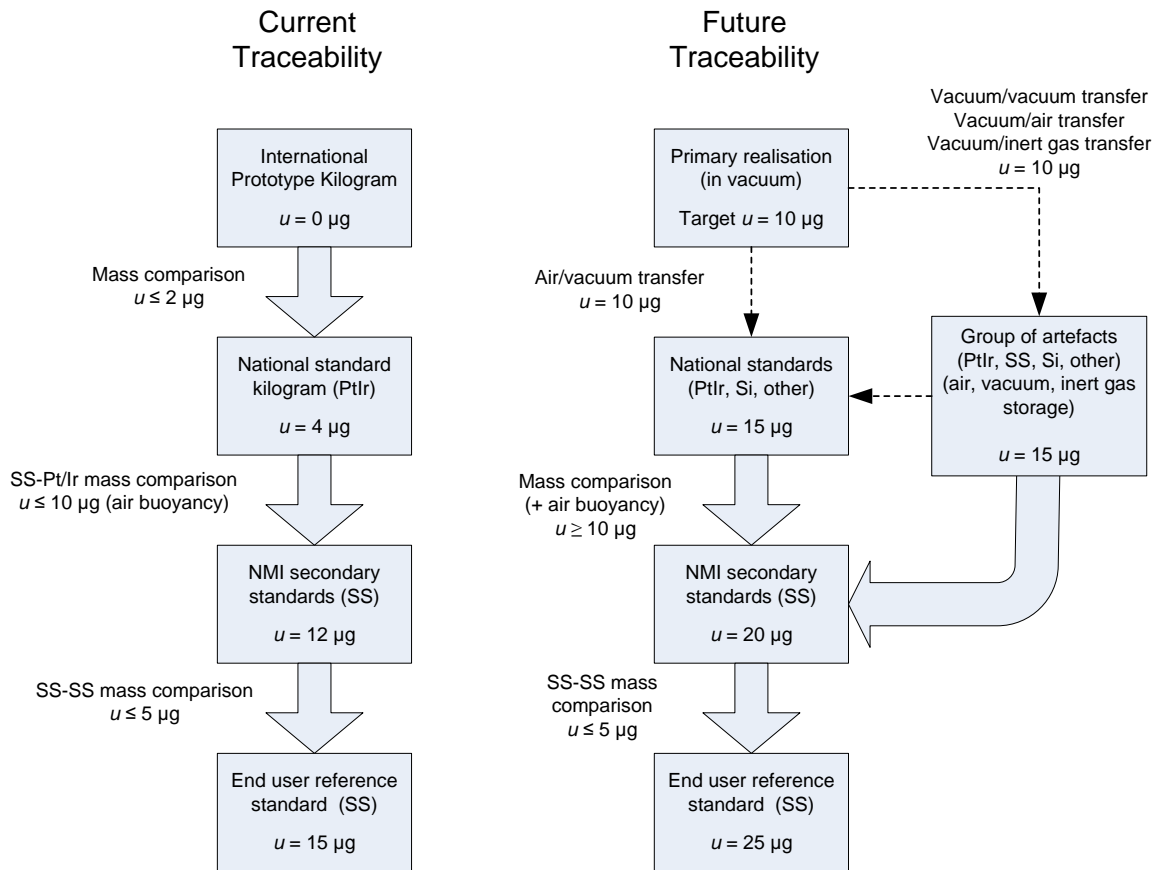 Current
Traceability
International
Prototype Kilogram
u = 0 µg
Mass comparison
u ≤ 2 µg
National standard
kilogram (PtIr)
u = 4 µg
SS-Pt/Ir mass comparison
u ≤ 10 µg (air buoyancy)
NMI secondary
standards (SS)
u = 12 µg
SS-SS mass comparison
u ≤ 5 µg
End user reference
standard (SS)
u = 15 µg
Future
Traceability
Vacuum/vacuum transfer
Vacuum/air transfer
Vacuum/inert gas transfer
u = 10 µg
Primary realisation
(in vacuum)
Target u = 10 µg
Air/vacuum transfer
u = 10 µg
National standards
(PtIr, Si, other)
u = 15 µg
Group of artefacts
(PtIr, SS, Si, other)
(air, vacuum, inert gas
storage)
u = 15 µg
Mass comparison
(+ air buoyancy)
u ≥ 10 µg
NMI secondary
standards (SS)
u = 20 µg
SS-SS mass
comparison
u ≤ 5 µg
End user reference
standard (SS)
u = 25 µg